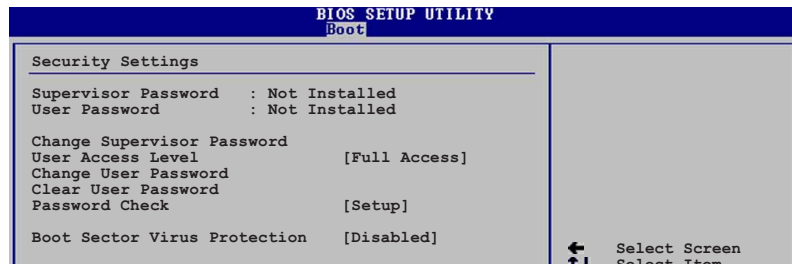 BIOS SETUP UTILITY
Boot
Security Settings
Supervisor Password : Not Installed
User Password : Not Installed
Change Supervisor Password
User Access Level [Full Access]
Change User Password
Clear User Password
Password Check [Setup]
Boot Sector Virus Protection [Disabled]
← Select Screen
Select Item